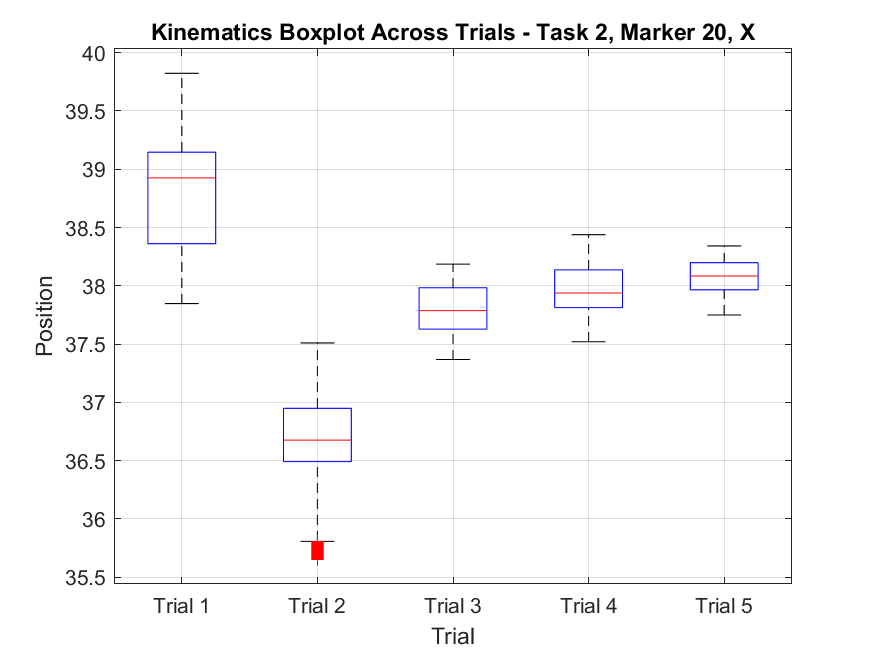 Kinematics Boxplot Across Trials - Task 2, Marker 20, X
40
39.5
39
38.5
38
37.5
37
36.5
36
35.5
Position
Trial 1 Trial 2 Trial 3 Trial 4 Trial 5
Trial